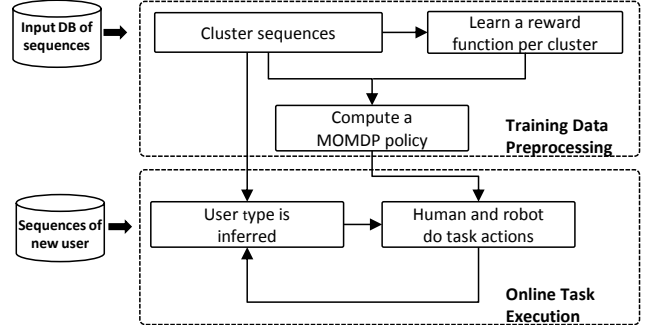 Input DB of
sequences
Cluster sequences
Learn a reward
function per cluster
Compute a
MOMDP policy
Training Data
Preprocessing
Sequences of
new user
User type is
inferred
Human and robot
do task actions
Online Task
Execution